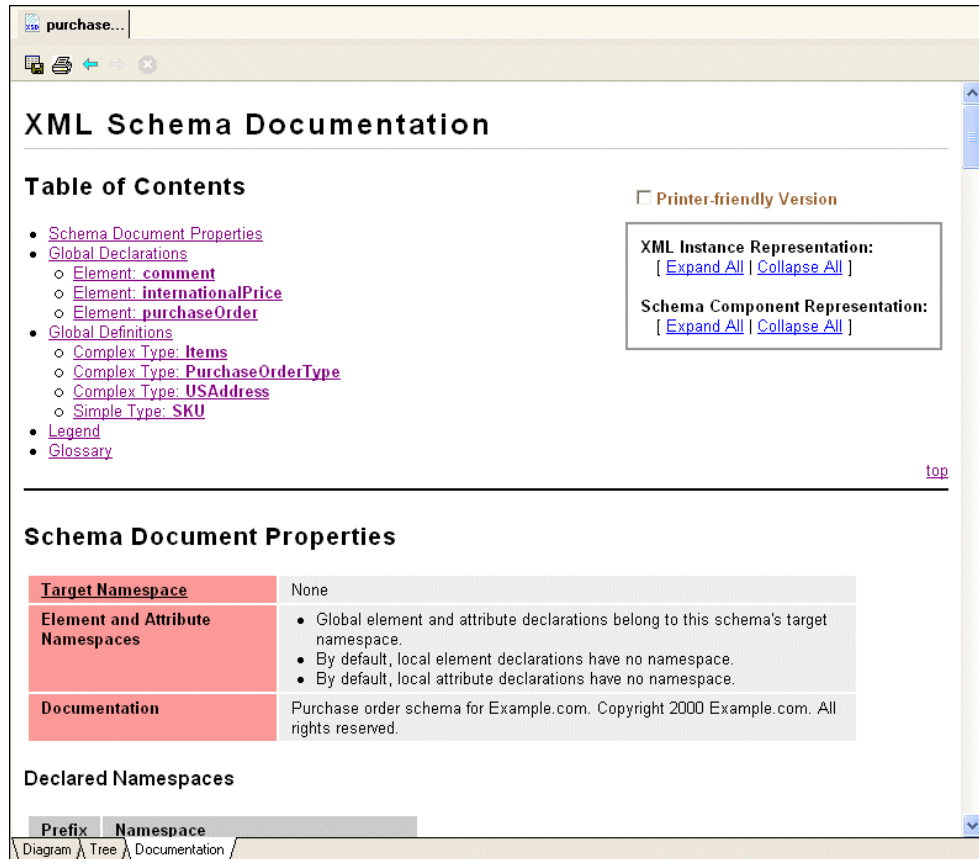 purchase...
XML Schema Documentation
Table of Contents
Printer-friendly Version
Schema Document Properties
Global Declarations
Element: comment
Element: internationalPrice
Element: purchaseOrder
Global Definitions
Complex Type: Items
Complex Type: PurchaseOrderType
Complex Type: USAddress
Simple Type: SKU
Legend
Glossary
XML Instance Representation:
[ Expand All | Collapse All ]
Schema Component Representation:
[ Expand All | Collapse All ]
top
Schema Document Properties
Target Namespace None
Element and Attribute
Namespaces
Global element and attribute declarations belong to this schema's target
namespace.
By default, local element declarations have no namespace.
By default, local attribute declarations have no namespace.
Documentation Purchase order schema for Example.com. Copyright 2000 Example.com. All
rights reserved.
Declared Namespaces
Prefix Namespace
Diagram Tree Documentation